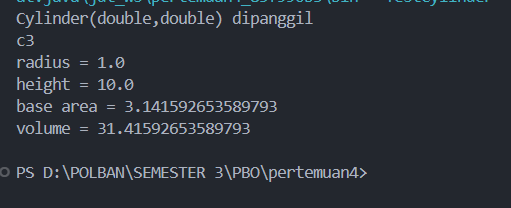 Cylinder(double,double) dipanggil
c3
radius = 1.0
height = 10.0
base area = 3.141592653589793
volume = 31.41592653589793
PS D:\POLBAN\SEMESTER 3\PBO\pertemuan4>